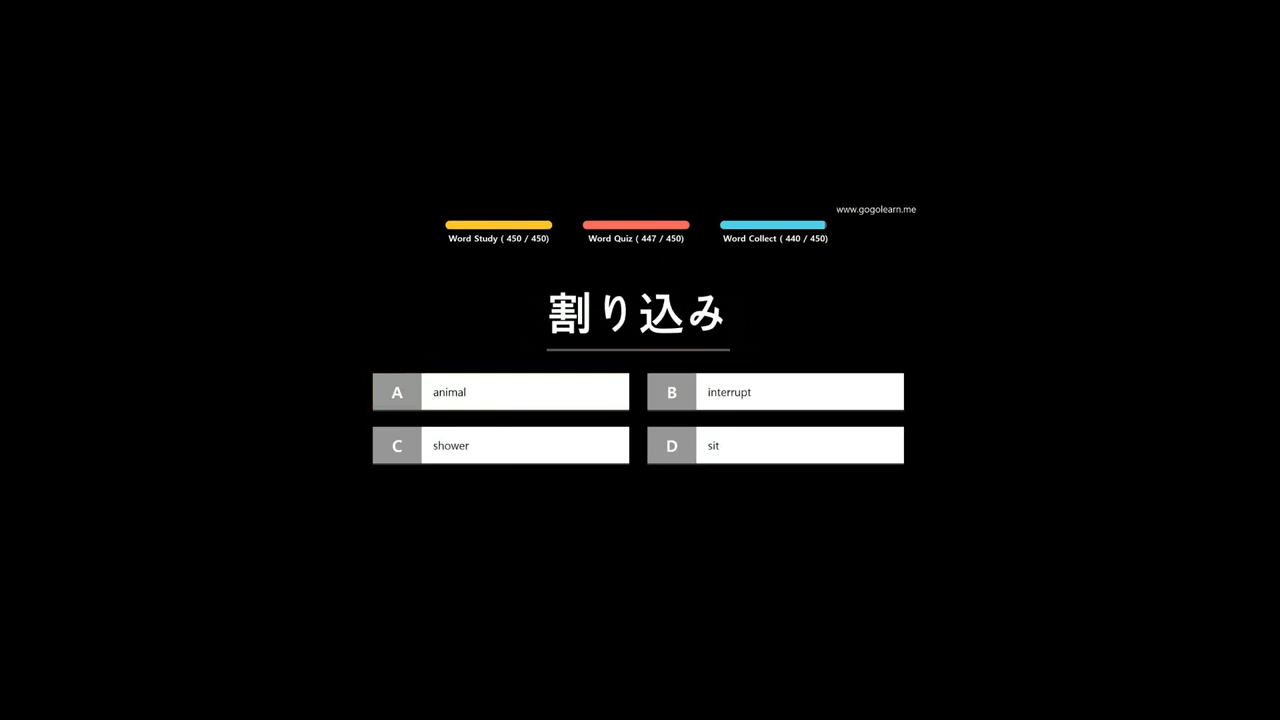 www.gogolearn.me
Word Study ( 450 / 450)
Word Quiz ( 447 / 450)
Word Collect ( 440 / 450)
割り込み
A animal
B interrupt
C shower
D sit